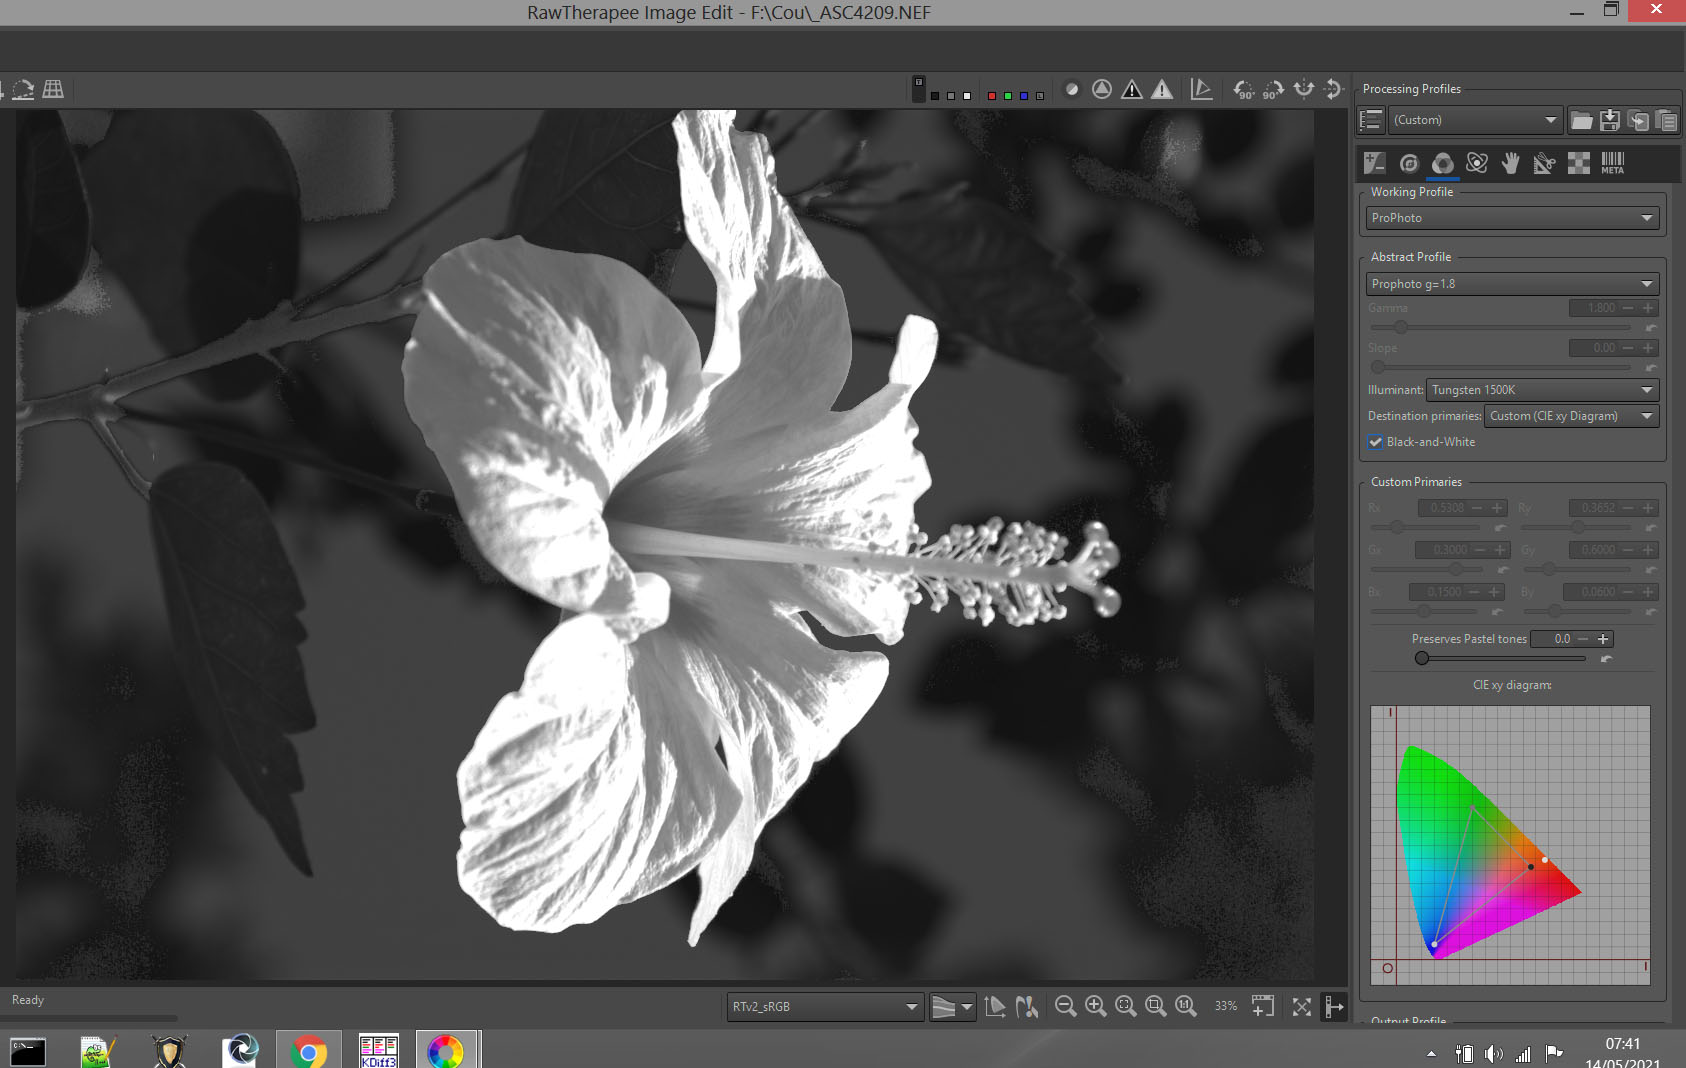 RawTherapee Image Edit - F:\Cou\_ASC4209.NEF
Processing Profiles
(Custom)
META
Working Profile
ProPhoto
Abstract Profile
Prophoto g=1.8
Gamma 1.800
Slope 0.00
Illuminant: Tungsten 1500K
Destination primaries: Custom (CIE xy Diagram)
Black-and-White
Custom Primaries
Rx 0.5308 Ry 0.3652
Gx 0.3000 Gy 0.6000
Bx 0.1500 By 0.0600
Preserves Pastel tones 0.0
CIE xy diagram:
Ready
RTv2_sRGB
33%
Output Profile
KDiff3
07:41
14/05/2021